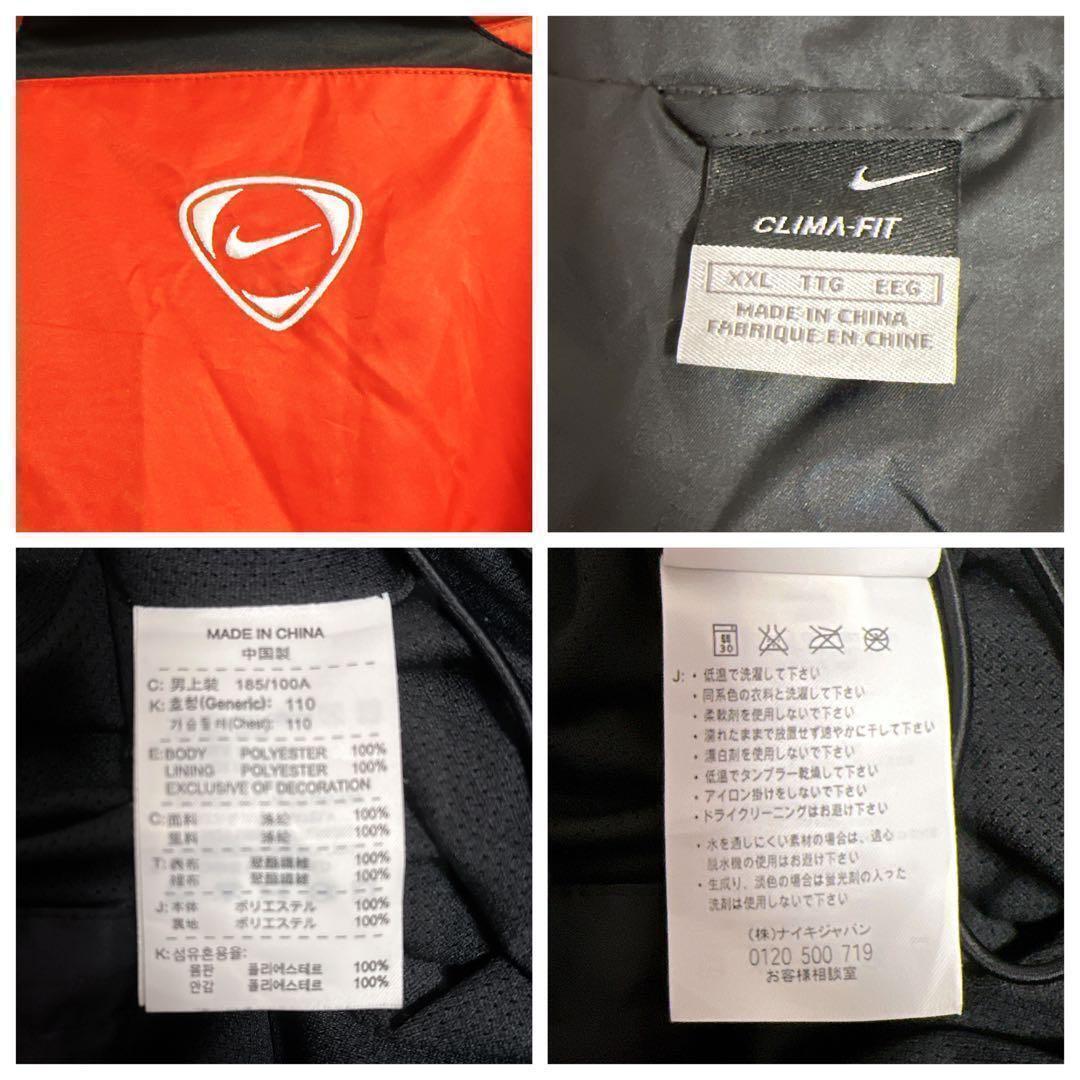 CLIMA-FIT
XXL TTG EEG
MADE IN CHINA
FABRIQUE EN CHINE
MADE IN CHINA
中国製
C: 男上装 185/100A
K: 호칭(Generic): 110
가슴둘레(Chest): 110
E: BODY POLYESTER 100%
LINING POLYESTER 100%
EXCLUSIVE OF DECORATION
C: 面料 涤纶 100%
里料 涤纶 100%
T: 表布 聚酯纖維 100%
裡布 聚酯纖維 100%
J: 本体 ポリエステル 100%
裏地 ポリエステル 100%
K: 섬유혼용율:
몸판 폴리에스테르 100%
안감 폴리에스테르 100%
弱
30
J: ・低温で洗濯して下さい
・同系色の衣料と洗濯して下さい
・柔軟剤を使用しないで下さい
・濡れたままで放置せず速やかに干して下さい
・漂白剤を使用しないで下さい
・低温でタンブラー乾燥して下さい
・アイロン掛けをしないで下さい
・ドライクリーニングはお避け下さい
・水を通しにくい素材の場合は、遠心
脱水機の使用はお避け下さい
・生成り、淡色の場合は蛍光剤の入った
洗剤は使用しないで下さい
(株)ナイキジャパン
0120 500 719
お客様相談室